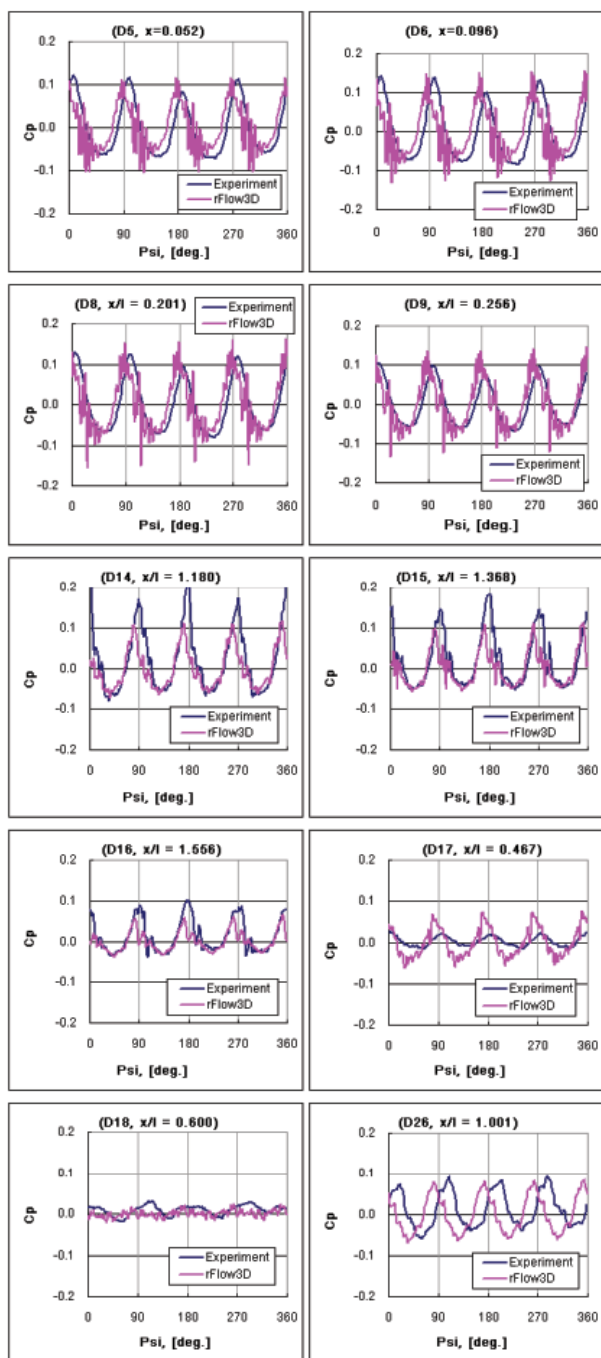 (D5, x=0.052)
0.2
0.1
0.0
-0.1
-0.2
Cp
Experiment
rFlow3D
0 90 180 270 360
Psi, [deg.]
(D6, x=0.096)
0.2
0.1
0.0
-0.1
-0.2
Cp
Experiment
rFlow3D
0 90 180 270 360
Psi, [deg.]
(D8, x/l = 0.201)
0.2
0.1
0.0
-0.1
-0.2
Cp
Experiment
rFlow3D
0 90 180 270 360
Psi, [deg.]
(D9, x/l = 0.256)
0.2
0.1
0.0
-0.1
-0.2
Cp
Experiment
rFlow3D
0 90 180 270 360
Psi, [deg.]
(D14, x/l = 1.180)
0.2
0.1
0.0
-0.1
-0.2
Cp
Experiment
rFlow3D
0 90 180 270 360
Psi, [deg.]
(D15, x/l = 1.368)
0.2
0.1
0.0
-0.1
-0.2
Cp
Experiment
rFlow3D
0 90 180 270 360
Psi, [deg.]
(D16, x/l = 1.556)
0.2
0.1
0.0
-0.1
-0.2
Cp
Experiment
rFlow3D
0 90 180 270 360
Psi, [deg.]
(D17, x/l = 0.467)
0.2
0.1
0.0
-0.1
-0.2
Cp
Experiment
rFlow3D
0 90 180 270 360
Psi, [deg.]
(D18, x/l = 0.600)
0.2
0.1
0.0
-0.1
-0.2
Cp
Experiment
rFlow3D
0 90 180 270 360
Psi, [deg.]
(D26, x/l = 1.001)
0.2
0.1
0.0
-0.1
-0.2
Cp
Experiment
rFlow3D
0 90 180 270 360
Psi, [deg.]